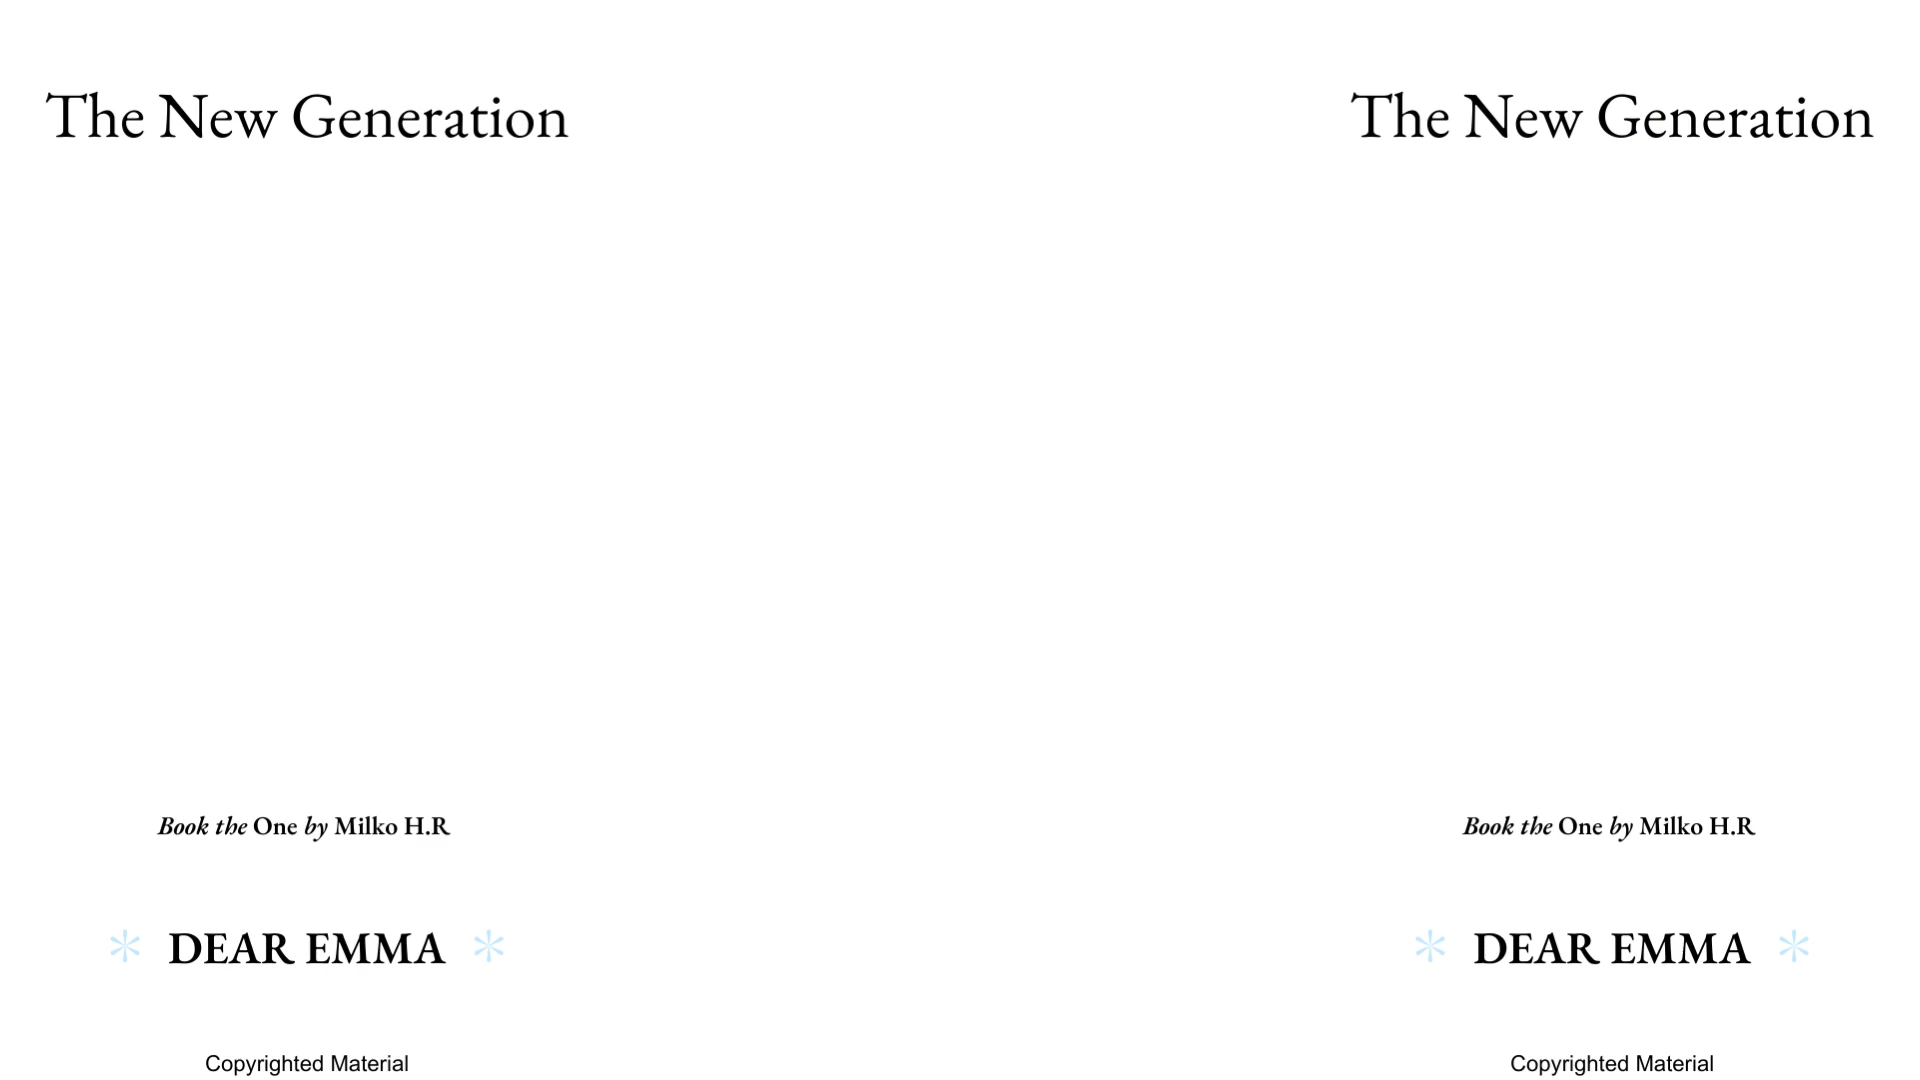 The New Generation
Book the One by Milko H.R
* DEAR EMMA *
Copyrighted Material
The New Generation
Book the One by Milko H.R
* DEAR EMMA *
Copyrighted Material